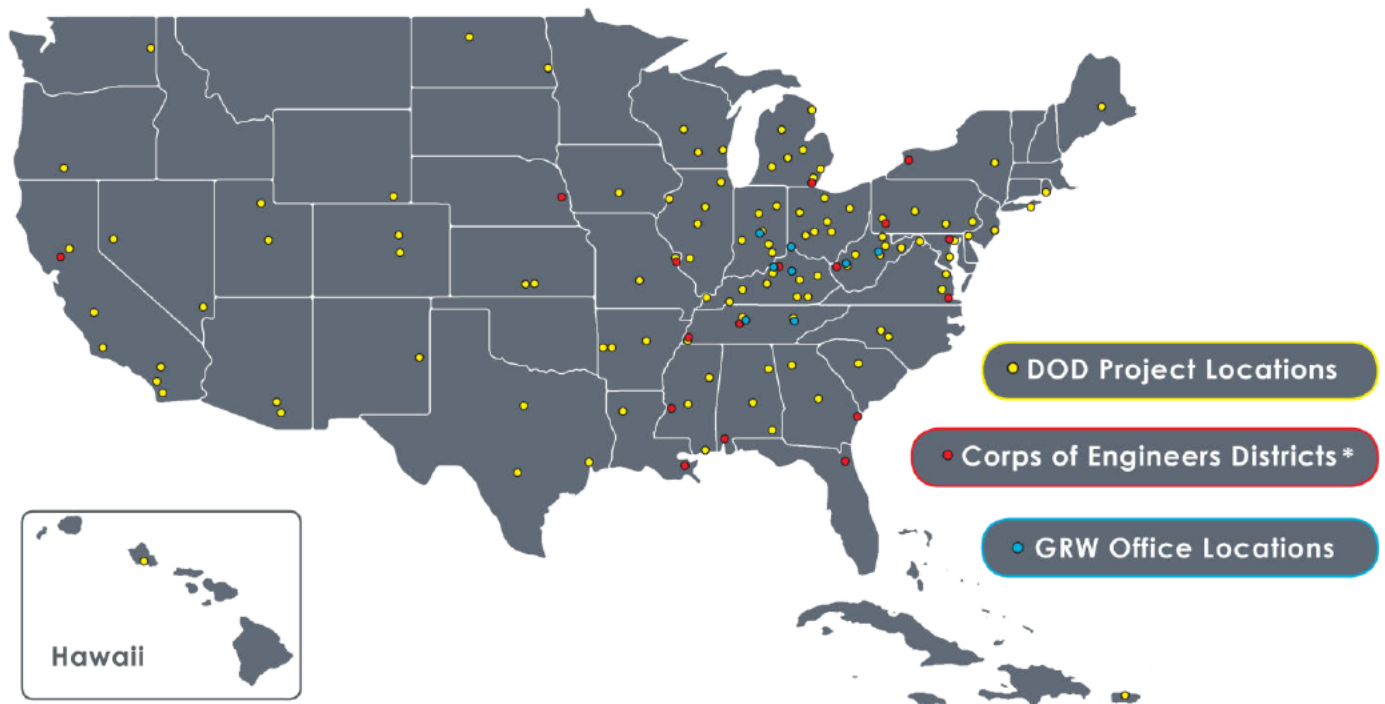 DOD Project Locations
Corps of Engineers Districts*
GRW Office Locations
Hawaii